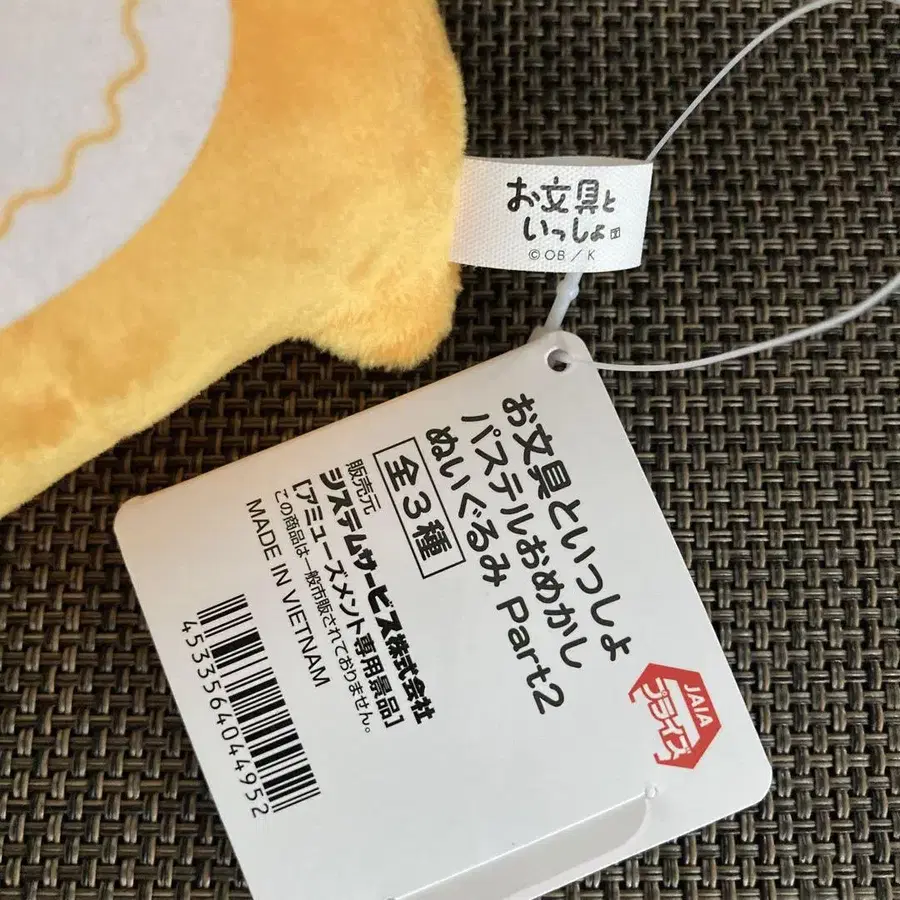 お文具と
いっしょ
© OB / K
お文具といっしょ
パステルおめかし
ぬいぐるみ Part2
全3種
販売元
システムサービス株式会社
[アミューズメント専用景品]
この商品は一般市販されておりません。
MADE IN VIETNAM
4533564044952
JAIA
プライズ